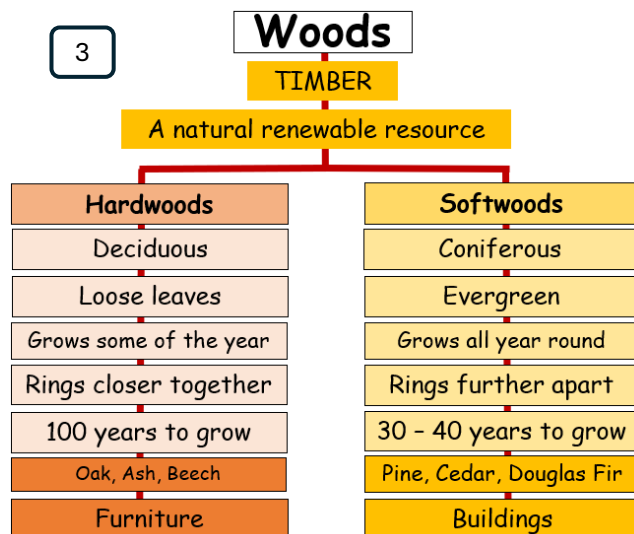 3
Woods
TIMBER
A natural renewable resource
Hardwoods
Deciduous
Loose leaves
Grows some of the year
Rings closer together
100 years to grow
Oak, Ash, Beech
Furniture
Softwoods
Coniferous
Evergreen
Grows all year round
Rings further apart
30 – 40 years to grow
Pine, Cedar, Douglas Fir
Buildings